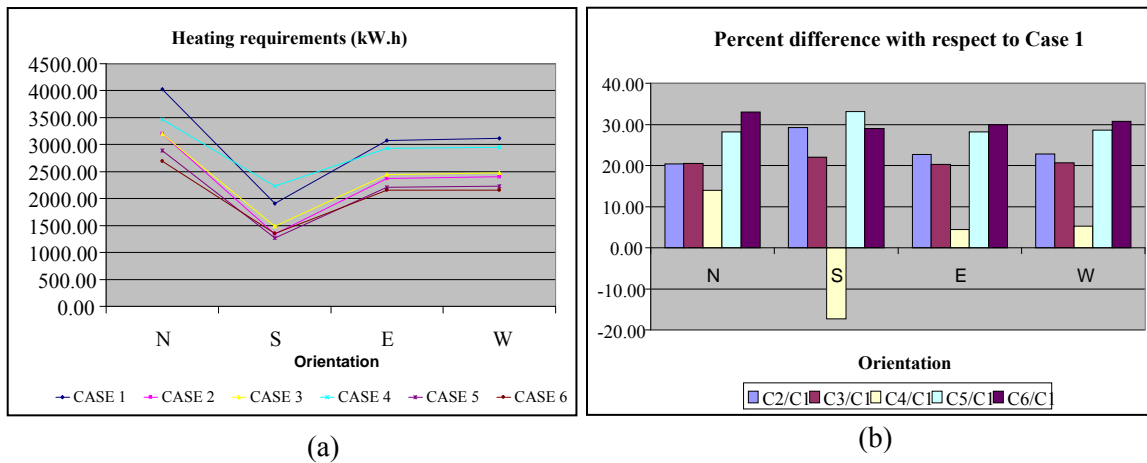 Heating requirements (kW.h)
4500.00
4000.00
3500.00
3000.00
2500.00
2000.00
1500.00
1000.00
500.00
0.00
N S E W
Orientation
CASE 1 CASE 2 CASE 3 CASE 4 CASE 5 CASE 6
(a)
Percent difference with respect to Case 1
40.00
30.00
20.00
10.00
0.00
-10.00
-20.00
N S E W
Orientation
C2/C1 C3/C1 C4/C1 C5/C1 C6/C1
(b)